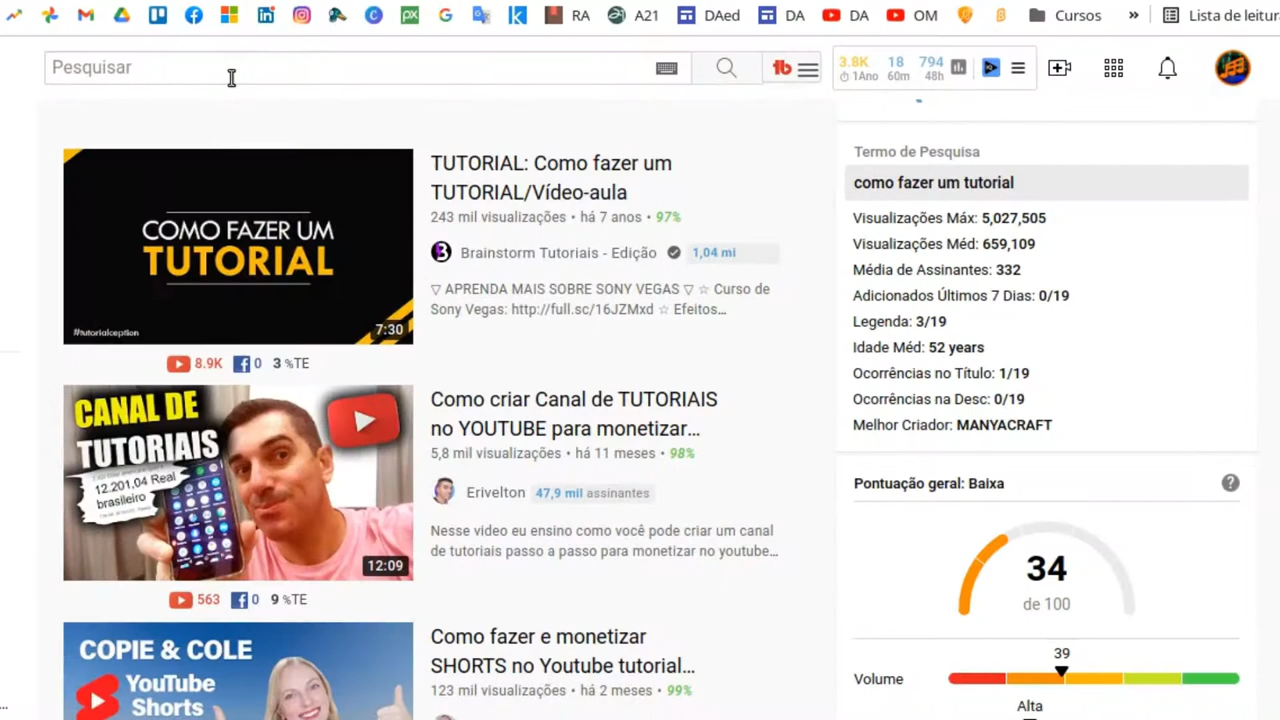 RA
A21
DAed
DA
DA
OM
Cursos
»
Lista de leitur
Pesquisar
tb
3.8K 18 794
1Ano 60m 48h
COMO FAZER UM
TUTORIAL
#tutorialception
7:30
8.9K 0 3 %TE
TUTORIAL: Como fazer um
TUTORIAL/Vídeo-aula
243 mil visualizações • há 7 anos • 97%
Brainstorm Tutoriais - Edição 1,04 mi
▽ APRENDA MAIS SOBRE SONY VEGAS ▽ ☆ Curso de
Sony Vegas: http://full.sc/16JZMxd ☆ Efeitos...
CANAL DE
TUTORIAIS
12.201,04 Real
brasileiro
12:09
563 0 9 %TE
Como criar Canal de TUTORIAIS
no YOUTUBE para monetizar...
5,8 mil visualizações • há 11 meses • 98%
Erivelton 47,9 mil assinantes
Nesse video eu ensino como você pode criar um canal
de tutoriais passo a passo para monetizar no youtube...
COPIE & COLE
YouTube
Shorts
Como fazer e monetizar
SHORTS no Youtube tutorial...
123 mil visualizações • há 2 meses • 99%
Termo de Pesquisa
como fazer um tutorial
Visualizações Máx: 5,027,505
Visualizações Méd: 659,109
Média de Assinantes: 332
Adicionados Últimos 7 Dias: 0/19
Legenda: 3/19
Idade Méd: 52 years
Ocorrências no Título: 1/19
Ocorrências na Desc: 0/19
Melhor Criador: MANYACRAFT
Pontuação geral: Baixa
?
34
de 100
39
Volume
Alta